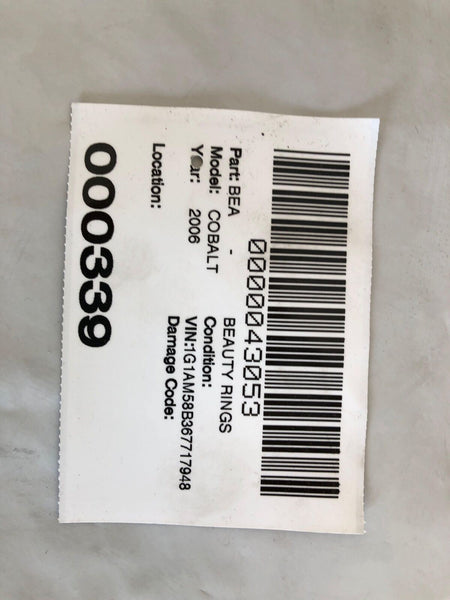 0000043053
Part: BEA - BEAUTY RINGS
Model: COBALT Condition:
Year: 2006 VIN:1G1AM58B367717948
Damage Code:
Location:
000339